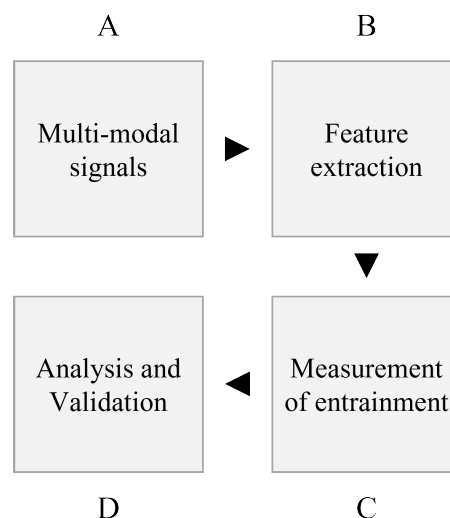 A
B
Multi-modal
signals
Feature
extraction
Analysis and
Validation
Measurement
of entrainment
D
C